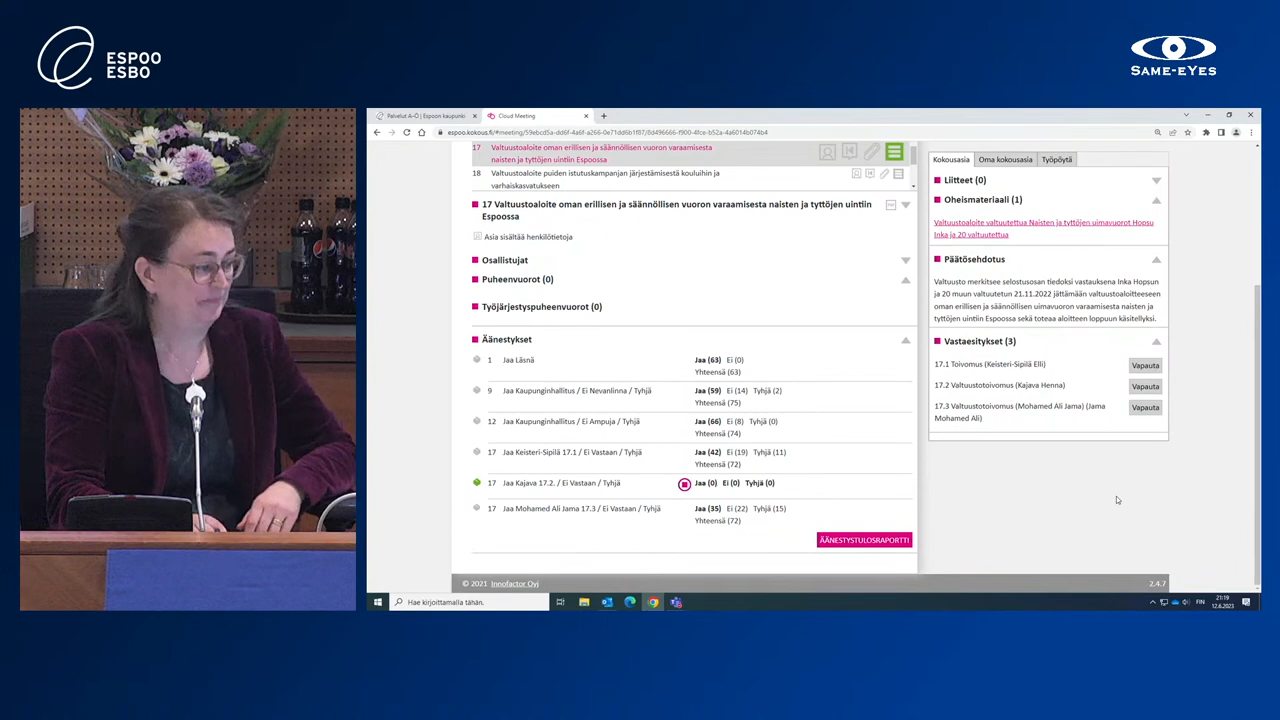 ESPOO
ESBO
SAME-EYES
Palvelut A-Ö | Espoon kaupunki
Cloud Meeting
espoo.kokous.fi/#meeting/59ebcd5a-dd6f-4a6f-a266-0e71dd6b1f87/8d496666-f900-4fce-b52a-4a6014b074b4
17 Valtuustoaloite oman erillisen ja säännöllisen vuoron varaamisesta
naisten ja tyttöjen uintiin Espoossa
18 Valtuustoaloite puiden istutuskampanjan järjestämisestä kouluihin ja
varhaiskasvatukseen
17 Valtuustoaloite oman erillisen ja säännöllisen vuoron varaamisesta naisten ja tyttöjen uintiin
Espoossa
Asia sisältää henkilötietoja
Osallistujat
Puheenvuorot (0)
Työjärjestyspuheenvuorot (0)
Äänestykset
1 Jaa Läsnä Jaa (63) Ei (0)
Yhteensä (63)
9 Jaa Kaupunginhallitus / Ei Nevanlinna / Tyhjä Jaa (59) Ei (14) Tyhjä (2)
Yhteensä (75)
12 Jaa Kaupunginhallitus / Ei Ampuja / Tyhjä Jaa (66) Ei (8) Tyhjä (0)
Yhteensä (74)
17 Jaa Keisteri-Sipilä 17.1 / Ei Vastaan / Tyhjä Jaa (42) Ei (19) Tyhjä (11)
Yhteensä (72)
17 Jaa Kajava 17.2. / Ei Vastaan / Tyhjä Jaa (0) Ei (0) Tyhjä (0)
17 Jaa Mohamed Ali Jama 17.3 / Ei Vastaan / Tyhjä Jaa (35) Ei (22) Tyhjä (15)
Yhteensä (72)
ÄÄNESTYSTULOSRAPORTTI
Kokousasia Oma kokousasia Työpöytä
Liitteet (0)
Oheismateriaali (1)
Valtuustoaloite valtuutettua Naisten ja tyttöjen uimavuorot Hopsu
Inka ja 20 valtuutettua
Päätösehdotus
Valtuusto merkitsee selostusosan tiedoksi vastauksena Inka Hopsun
ja 20 muun valtuutetun 21.11.2022 jättämään valtuustoaloitteeseen
oman erillisen ja säännöllisen uimavuoron varaamisesta naisten ja
tyttöjen uintiin Espoossa sekä toteaa aloitteen loppuun käsitellyksi.
Vastaesitykset (3)
17.1 Toivomus (Keisteri-Sipilä Elli) Vapauta
17.2 Valtuustotoivomus (Kajava Henna) Vapauta
17.3 Valtuustotoivomus (Mohamed Ali Jama) (Jama Vapauta
Mohamed Ali)
© 2021 Innofactor Oyj 2.4.7
Hae kirjoittamalla tähän.
FIN
21:19
12.6.2023
pepsi